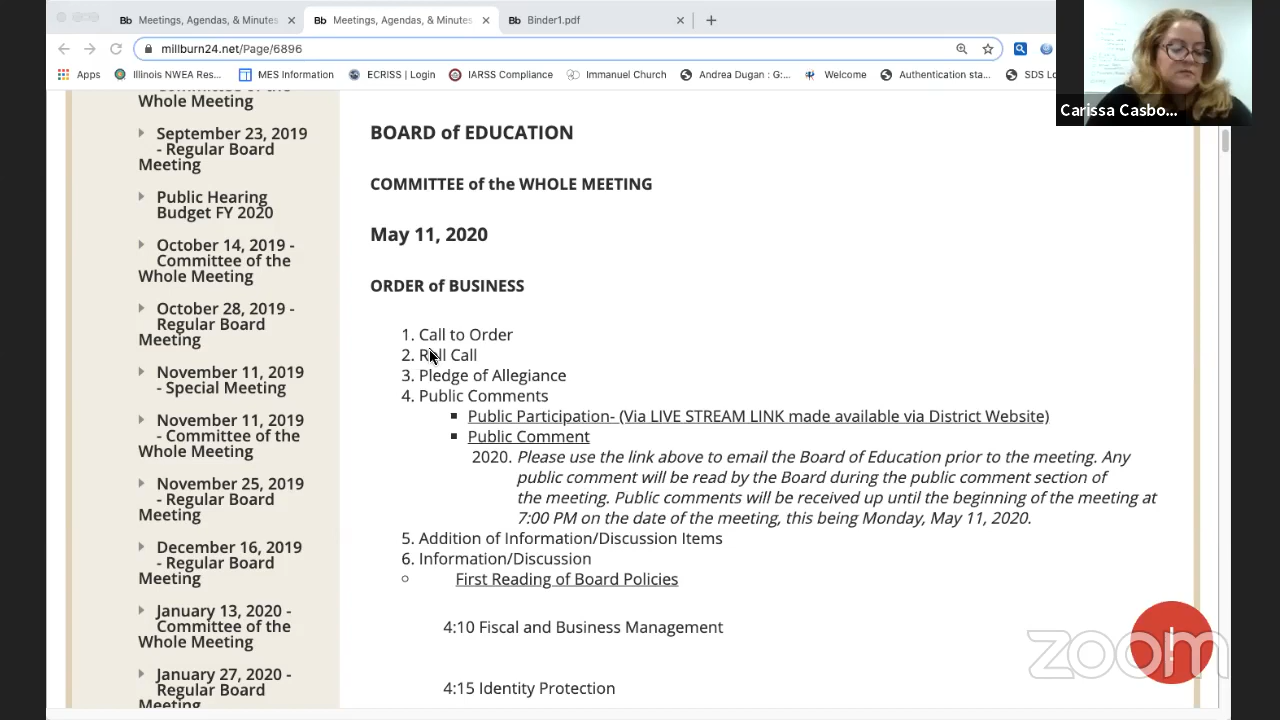 Bb Meetings, Agendas, & Minutes
Bb Meetings, Agendas, & Minutes
Bb Binder1.pdf
millburn24.net/Page/6896
Apps
Illinois NWEA Res...
MES Information
ECRISS | Login
IARSS Compliance
Immanuel Church
Andrea Dugan : G:...
Welcome
Authentication sta...
SDS Lo
Carissa Casbo...
Committee of the
Whole Meeting
September 23, 2019
- Regular Board
Meeting
Public Hearing
Budget FY 2020
October 14, 2019 -
Committee of the
Whole Meeting
October 28, 2019 -
Regular Board
Meeting
November 11, 2019
- Special Meeting
November 11, 2019
- Committee of the
Whole Meeting
November 25, 2019
- Regular Board
Meeting
December 16, 2019
- Regular Board
Meeting
January 13, 2020 -
Committee of the
Whole Meeting
January 27, 2020 -
Regular Board
Meeting
BOARD of EDUCATION
COMMITTEE of the WHOLE MEETING
May 11, 2020
ORDER of BUSINESS
1. Call to Order
2. Roll Call
3. Pledge of Allegiance
4. Public Comments
Public Participation- (Via LIVE STREAM LINK made available via District Website)
Public Comment
2020. Please use the link above to email the Board of Education prior to the meeting. Any
public comment will be read by the Board during the public comment section of
the meeting. Public comments will be received up until the beginning of the meeting at
7:00 PM on the date of the meeting, this being Monday, May 11, 2020.
5. Addition of Information/Discussion Items
6. Information/Discussion
First Reading of Board Policies
4:10 Fiscal and Business Management
4:15 Identity Protection
zoom